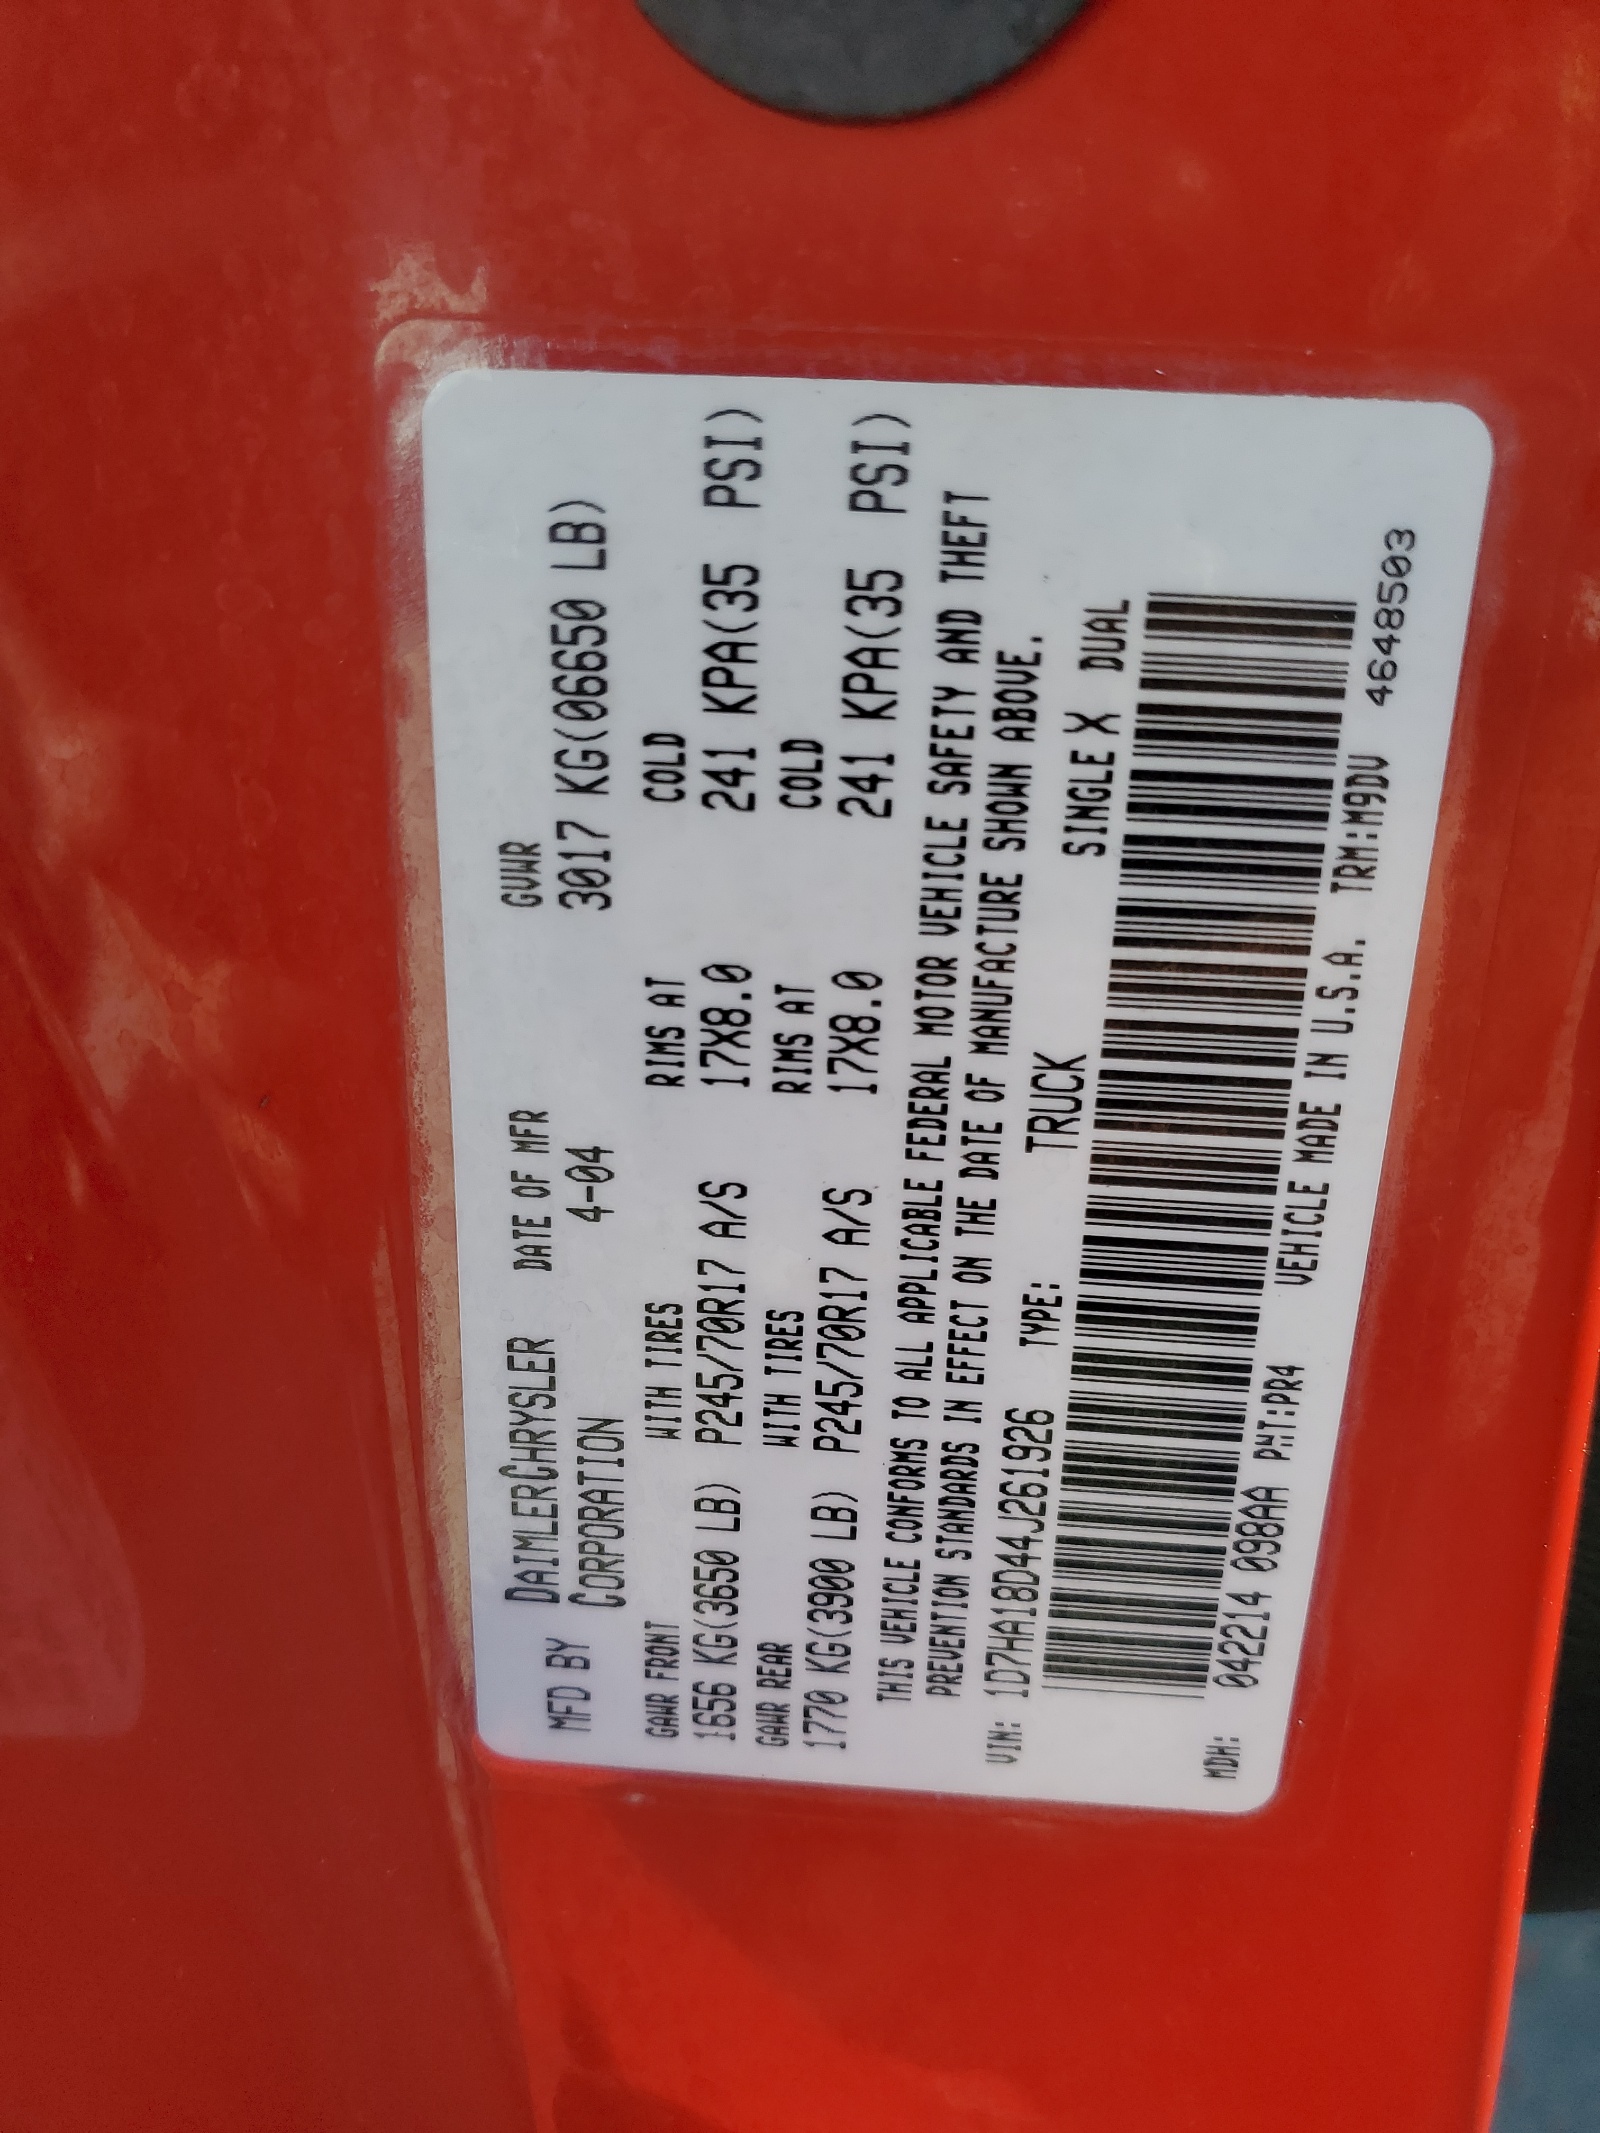 MFD BY DAIMLERCHRYSLER CORPORATION DATE OF MFR 4-04 GVWR 3017 KG(06650 LB)
GAWR FRONT WITH TIRES RIMS AT COLD
1656 KG(3650 LB) P245/70R17 A/S 17X8.0 241 KPA(35 PSI)
GAWR REAR WITH TIRES RIMS AT COLD
1770 KG(3900 LB) P245/70R17 A/S 17X8.0 241 KPA(35 PSI)
THIS VEHICLE CONFORMS TO ALL APPLICABLE FEDERAL MOTOR VEHICLE SAFETY AND THEFT
PREVENTION STANDARDS IN EFFECT ON THE DATE OF MANUFACTURE SHOWN ABOVE.
VIN: 1D7HA18D44J261926 TYPE: TRUCK SINGLE X DUAL
MDH: 042214 098AA PNT:PR4 VEHICLE MADE IN U.S.A. TRM:M9DV 4648503